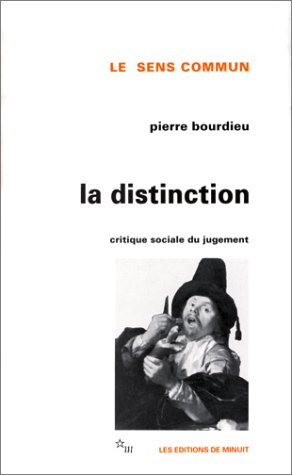 LE SENS COMMUN
pierre bourdieu
la distinction
critique sociale du jugement
LES EDITIONS DE MINUIT